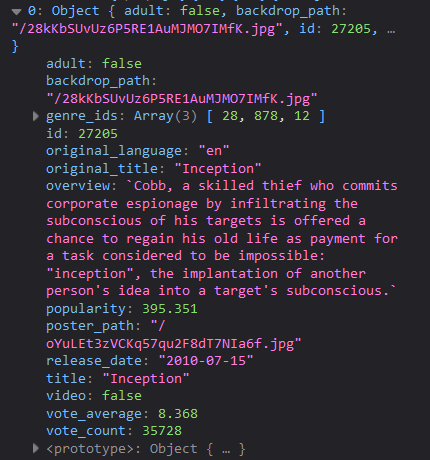 0: Object { adult: false, backdrop_path:
"/28kKbSUvUz6P5RE1AuMJMO7IMfK.jpg", id: 27205, …
}
adult: false
backdrop_path:
"/28kKbSUvUz6P5RE1AuMJMO7IMfK.jpg"
genre_ids: Array(3) [ 28, 878, 12 ]
id: 27205
original_language: "en"
original_title: "Inception"
overview: `Cobb, a skilled thief who commits
corporate espionage by infiltrating the
subconscious of his targets is offered a
chance to regain his old life as payment for
a task considered to be impossible:
"inception", the implantation of another
person's idea into a target's subconscious.`
popularity: 395.351
poster_path: "/
oYuLEt3zVCKq57qu2F8dT7NIa6f.jpg"
release_date: "2010-07-15"
title: "Inception"
video: false
vote_average: 8.368
vote_count: 35728
<prototype>: Object { … }